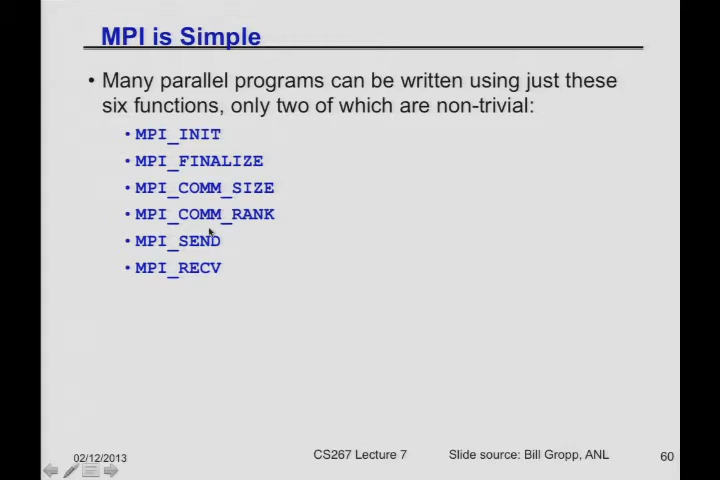 MPI is Simple
• Many parallel programs can be written using just these
six functions, only two of which are non-trivial:
• MPI_INIT
• MPI_FINALIZE
• MPI_COMM_SIZE
• MPI_COMM_RANK
• MPI_SEND
• MPI_RECV
02/12/2013
CS267 Lecture 7
Slide source: Bill Gropp, ANL
60